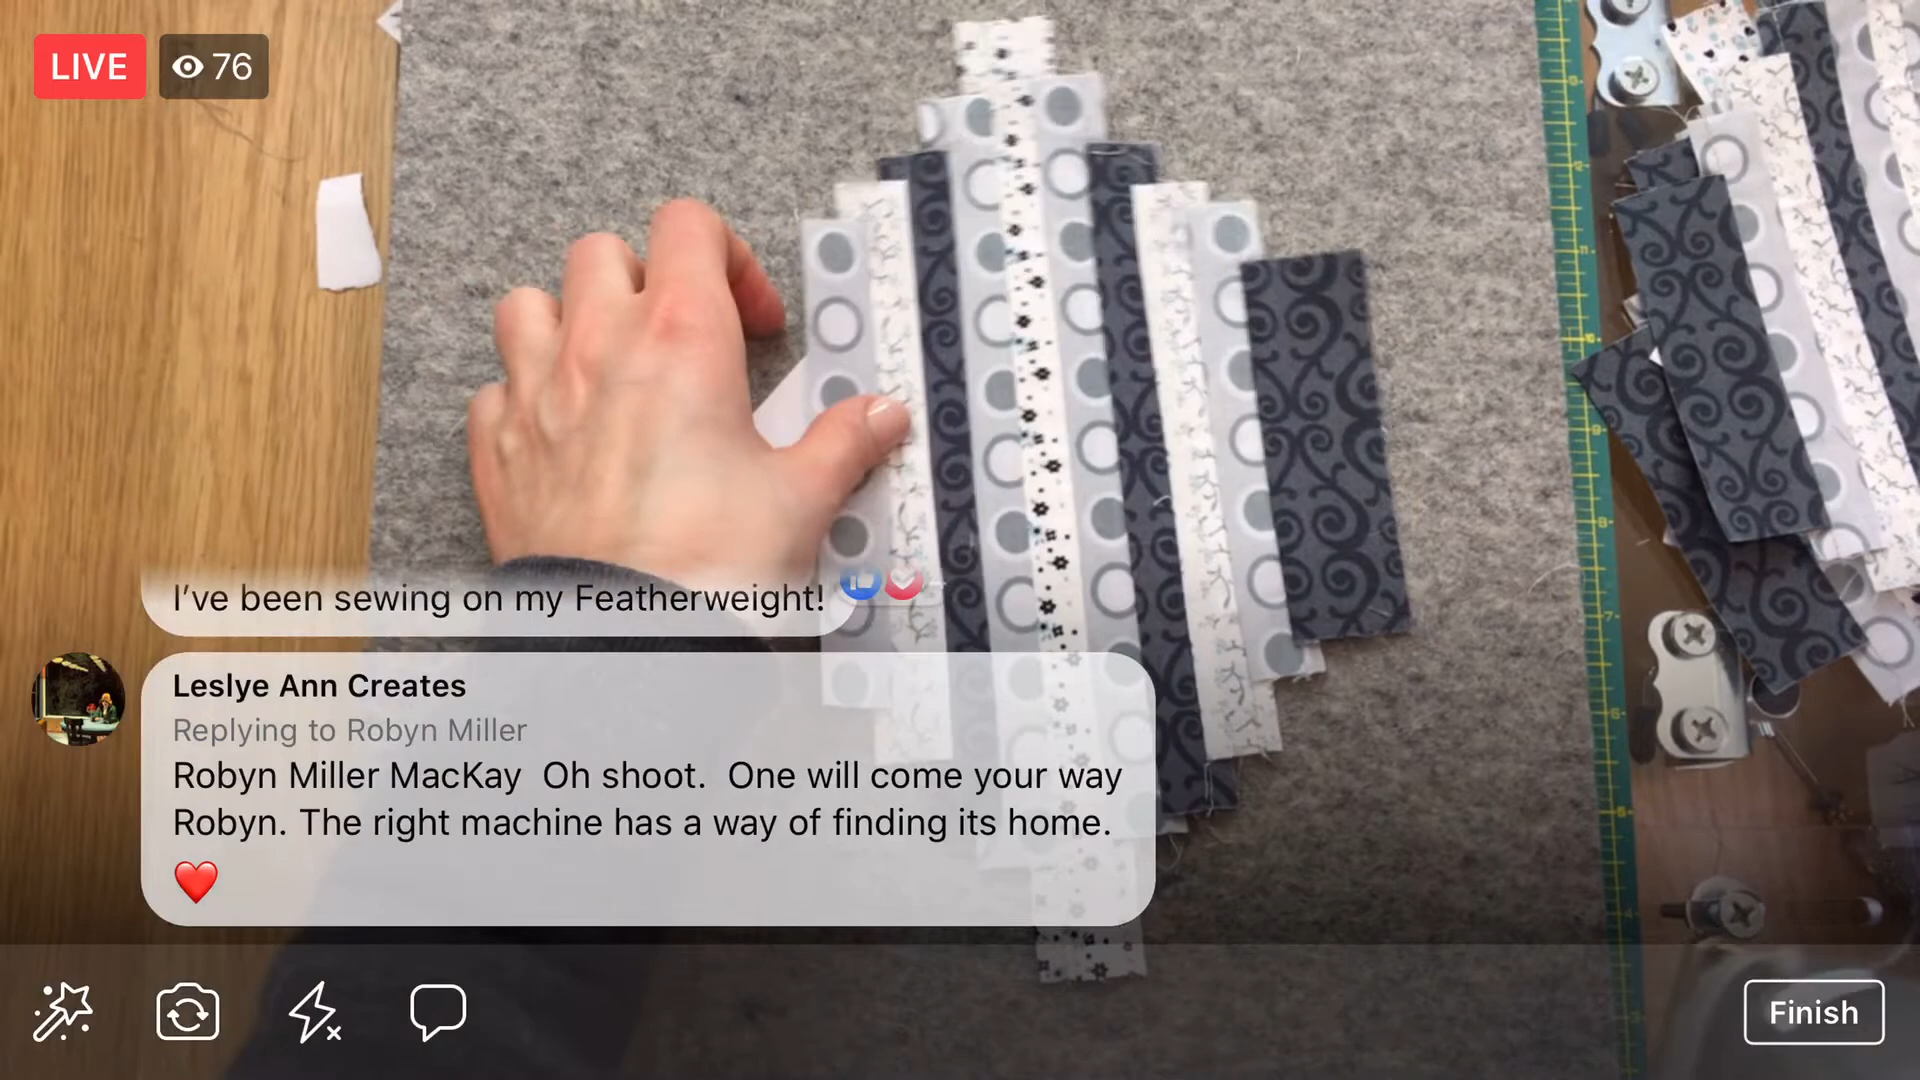 LIVE
76
I’ve been sewing on my Featherweight!
Leslye Ann Creates
Replying to Robyn Miller
Robyn Miller MacKay  Oh shoot.  One will come your way
Robyn. The right machine has a way of finding its home.
❤️
Finish